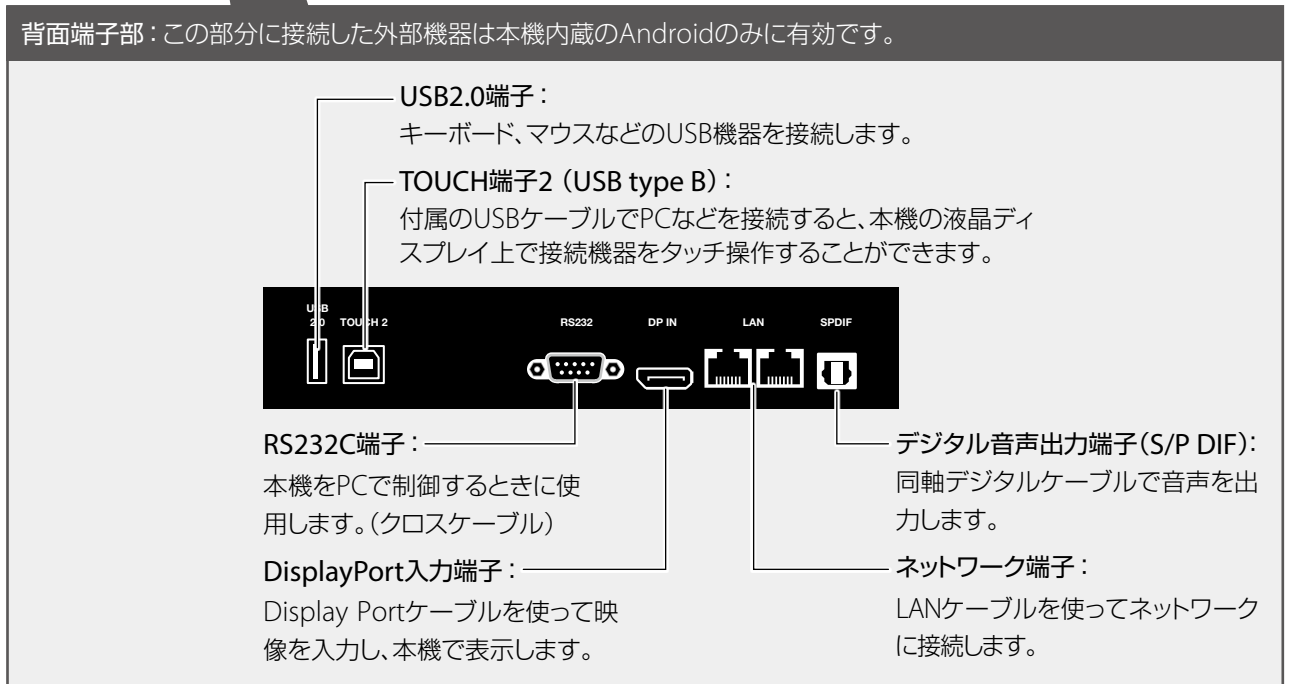 背面端子部：この部分に接続した外部機器は本機内蔵のAndroidのみに有効です。
USB2.0端子：
キーボード、マウスなどのUSB機器を接続します。
TOUCH端子2（USB type B）：
付属のUSBケーブルでPCなどを接続すると、本機の液晶ディ
スプレイ上で接続機器をタッチ操作することができます。
USB
2.0 TOUCH 2 RS232 DP IN LAN SPDIF
RS232C端子：
本機をPCで制御するときに使
用します。（クロスケーブル）
DisplayPort入力端子：
Display Portケーブルを使って映
像を入力し、本機で表示します。
デジタル音声出力端子（S/P DIF）：
同軸デジタルケーブルで音声を出
力します。
ネットワーク端子：
LANケーブルを使ってネットワーク
に接続します。